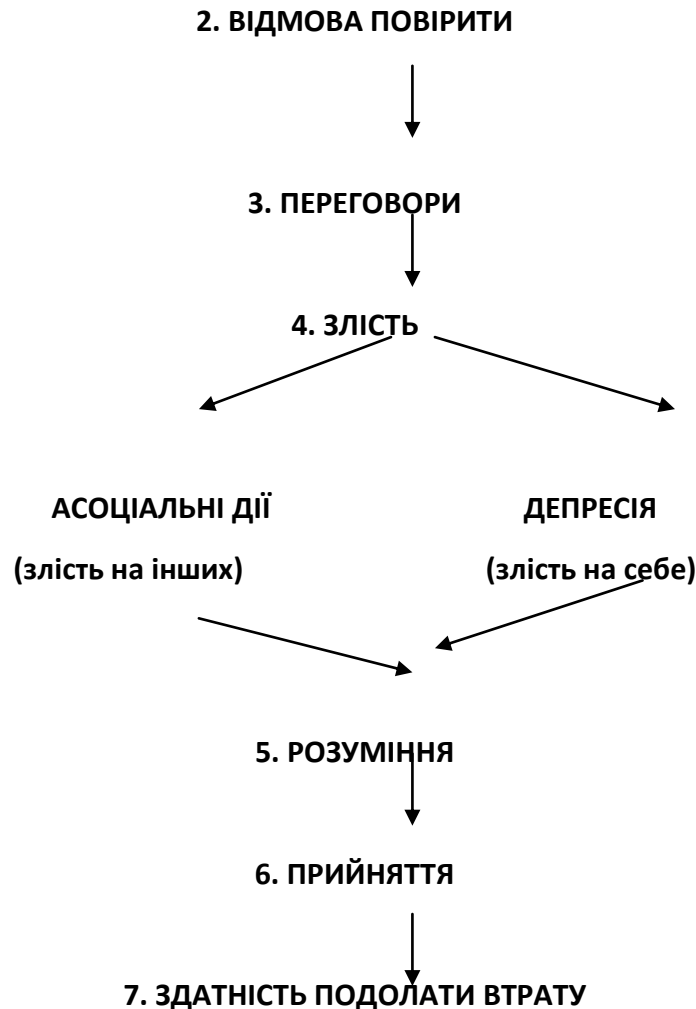 2. ВІДМОВА ПОВІРИТИ
3. ПЕРЕГОВОРИ
4. ЗЛІСТЬ
АСОЦІАЛЬНІ ДІЇ ДЕПРЕСІЯ
(злість на інших) (злість на себе)
5. РОЗУМІННЯ
6. ПРИЙНЯТТЯ
7. ЗДАТНІСТЬ ПОДОЛАТИ ВТРАТУ